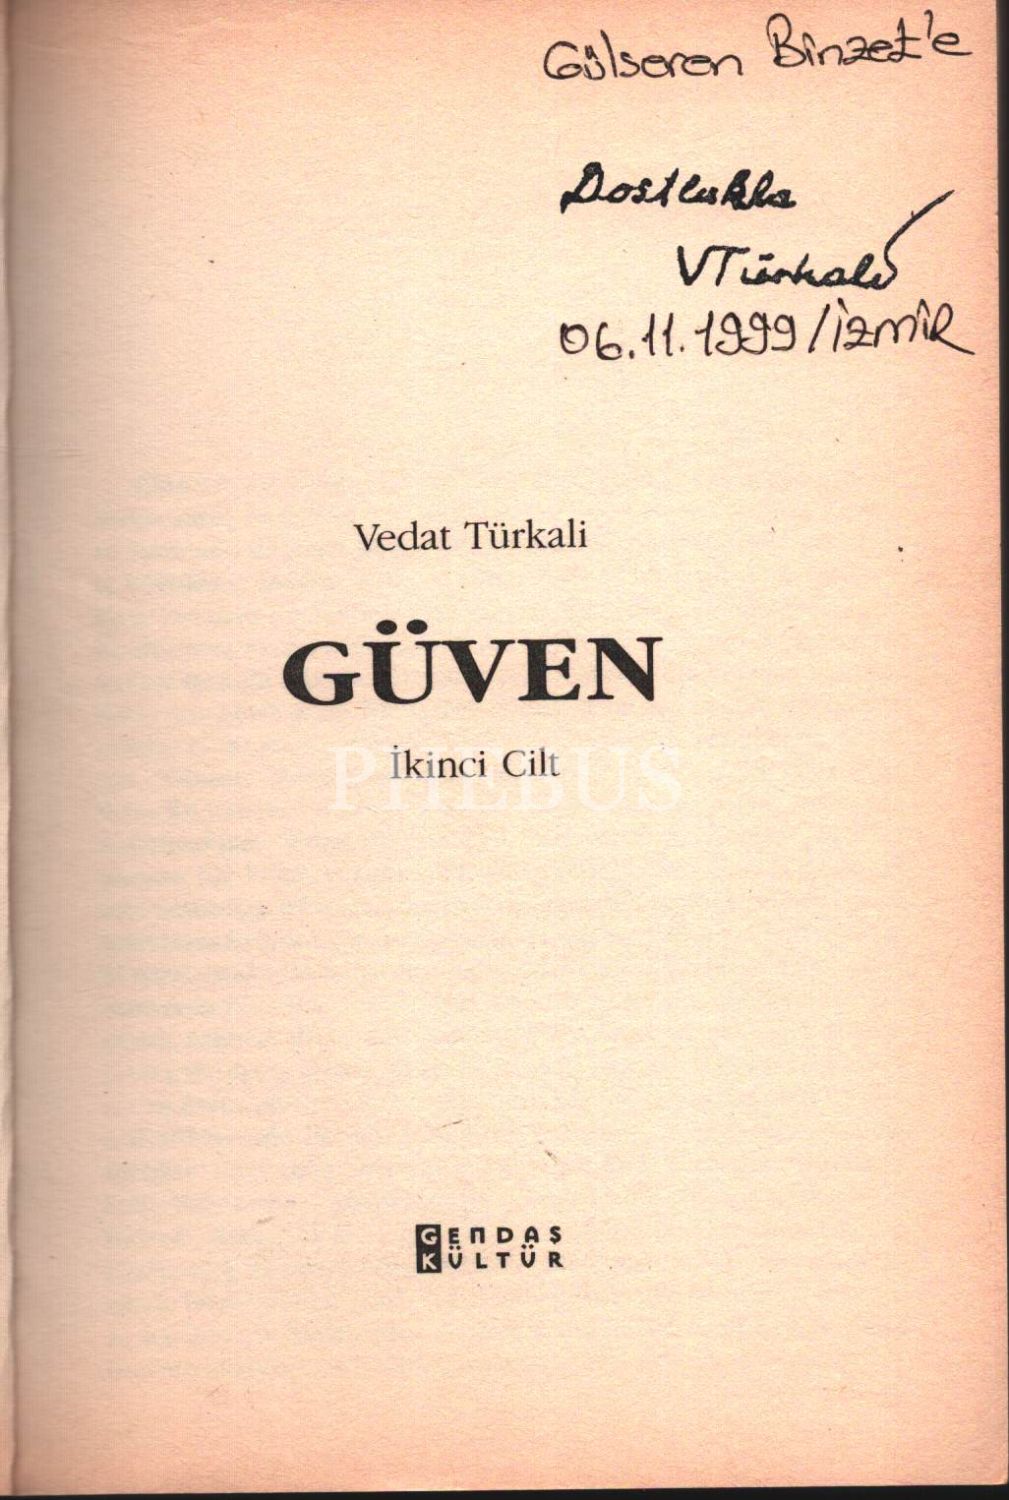 Gülseren Binzet'e
Dostlukla
VTürkali
06.11.1999/İzmir
Vedat Türkali
GÜVEN
İkinci Cilt
PHEBUS
GENDAŞ
KÜLTÜR